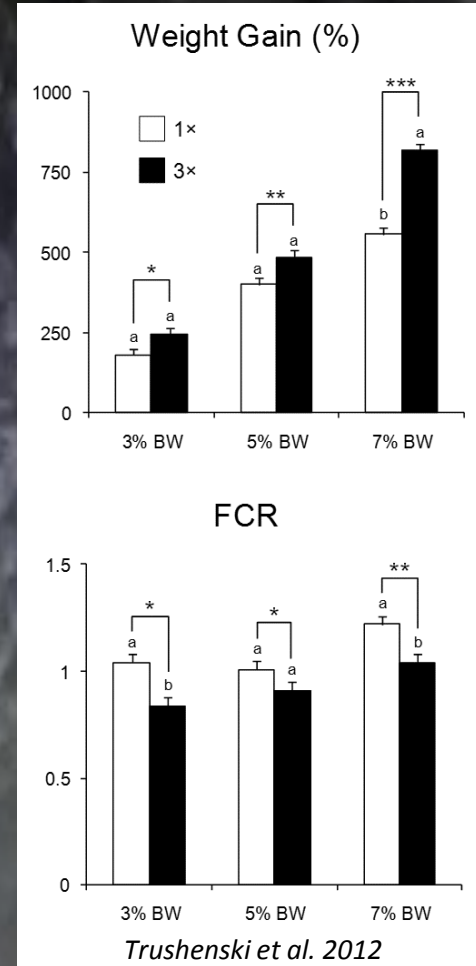 Weight Gain (%)
1000
***
1×
a
3×
750
**
b
500
a
a
*
250
a
a
0
3% BW 5% BW 7% BW
FCR
1.5
**
*
*
a
a
a
b
1
a
b
0.5
0
3% BW 5% BW 7% BW
Trushenski et al. 2012